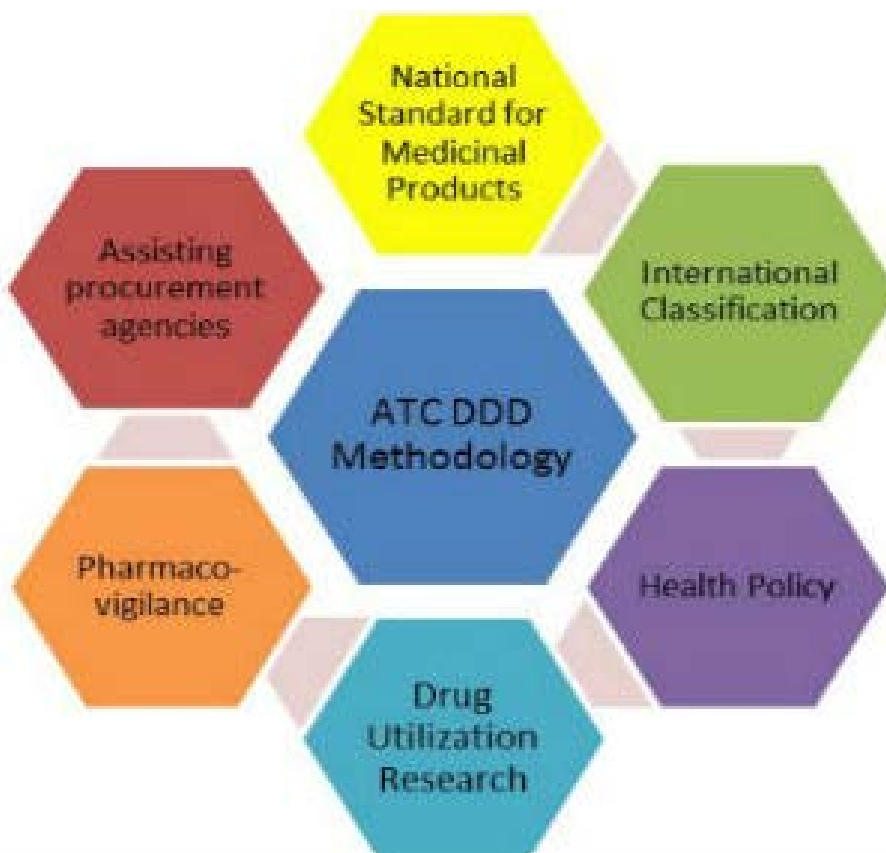 National
Standard for
Medicinal
Products
Assisting
procurement
agencies
International
Classification
ATC DDD
Methodology
Pharmaco-
vigilance
Health Policy
Drug
Utilization
Research